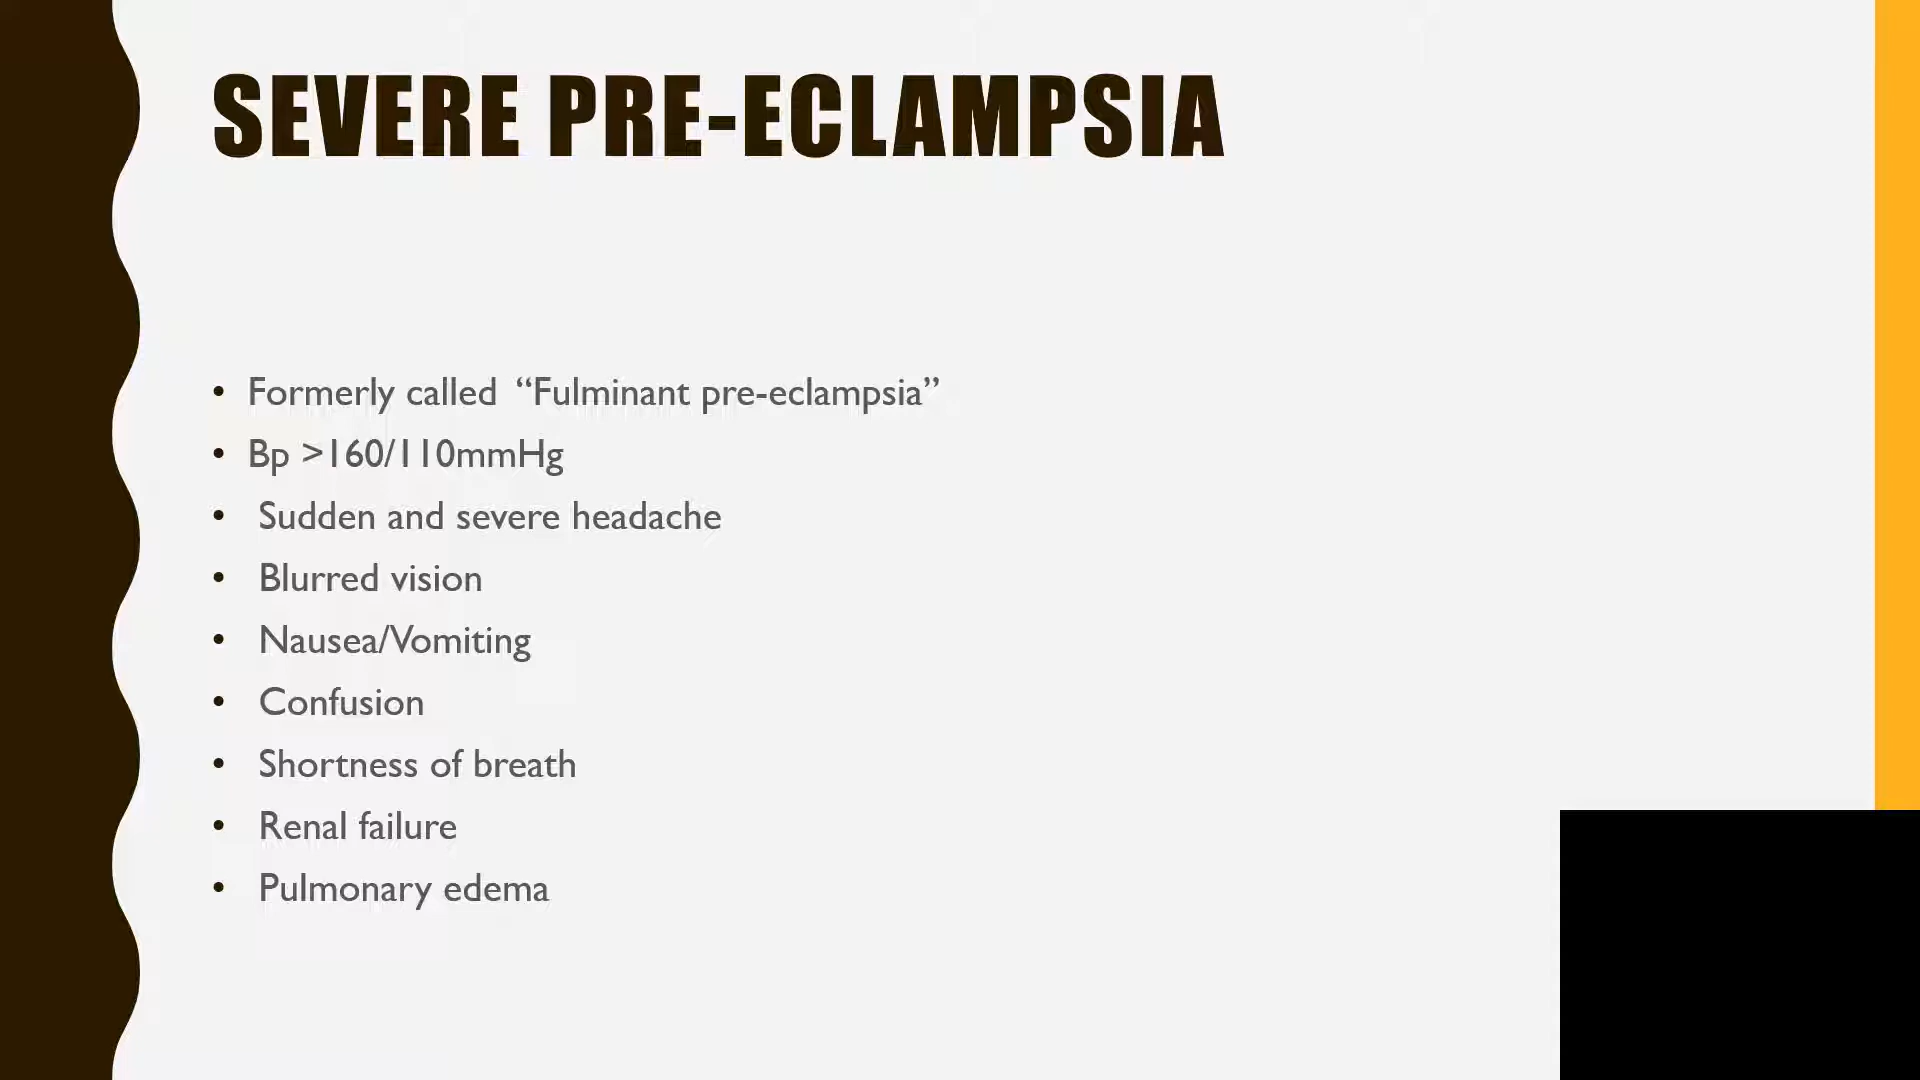 SEVERE PRE-ECLAMPSIA
• Formerly called “Fulminant pre-eclampsia”
• Bp >160/110mmHg
• Sudden and severe headache
• Blurred vision
• Nausea/Vomiting
• Confusion
• Shortness of breath
• Renal failure
• Pulmonary edema